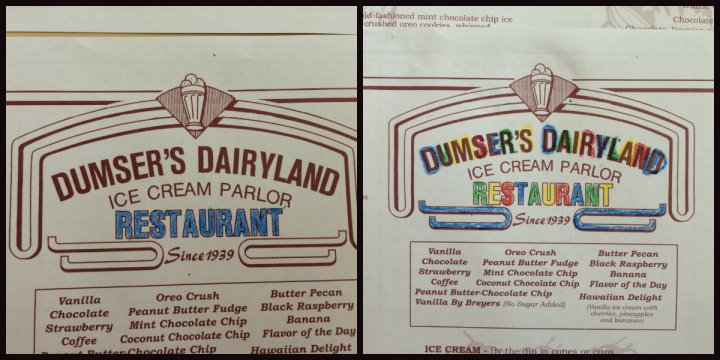 DUMSER'S DAIRYLAND
ICE CREAM PARLOR
RESTAURANT
Since 1939
Vanilla Oreo Crush Butter Pecan
Chocolate Peanut Butter Fudge Black Raspberry
Strawberry Mint Chocolate Chip Banana
Coffee Coconut Chocolate Chip Flavor of the Day
Peanut Butter Chocolate Chip Hawaiian Delight
old-fashioned mint chocolate chip ice
crushed oreo cookies, whipped
Chocolate
DUMSER'S DAIRYLAND
ICE CREAM PARLOR
RESTAURANT
Since 1939
Vanilla Oreo Crush Butter Pecan
Chocolate Peanut Butter Fudge Black Raspberry
Strawberry Mint Chocolate Chip Banana
Coffee Coconut Chocolate Chip Flavor of the Day
Peanut Butter-Chocolate Chip Hawaiian Delight
Vanilla By Breyers (No Sugar Added) (Vanilla ice cream with
cherries, pineapples
and bananas)
ICE CREAM - By the dip in cones or cups